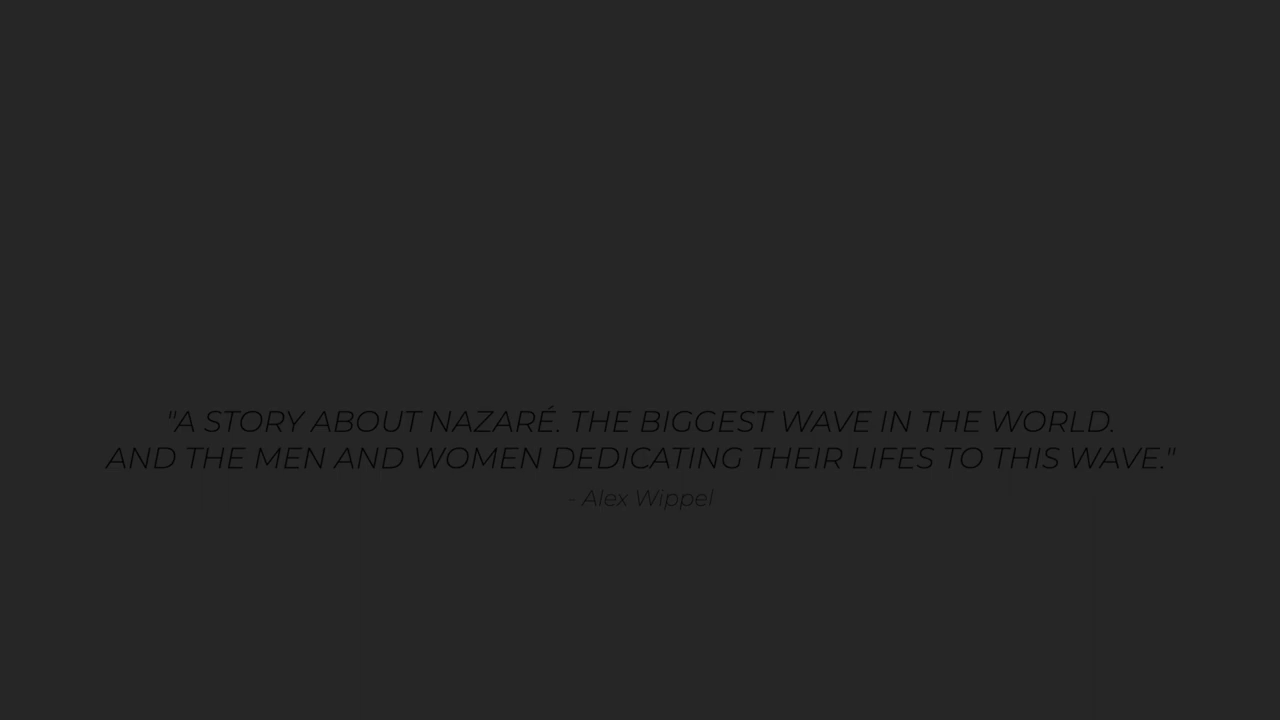 "A STORY ABOUT NAZARÉ. THE BIGGEST WAVE IN THE WORLD.
AND THE MEN AND WOMEN DEDICATING THEIR LIFES TO THIS WAVE."
- Alex Wippel